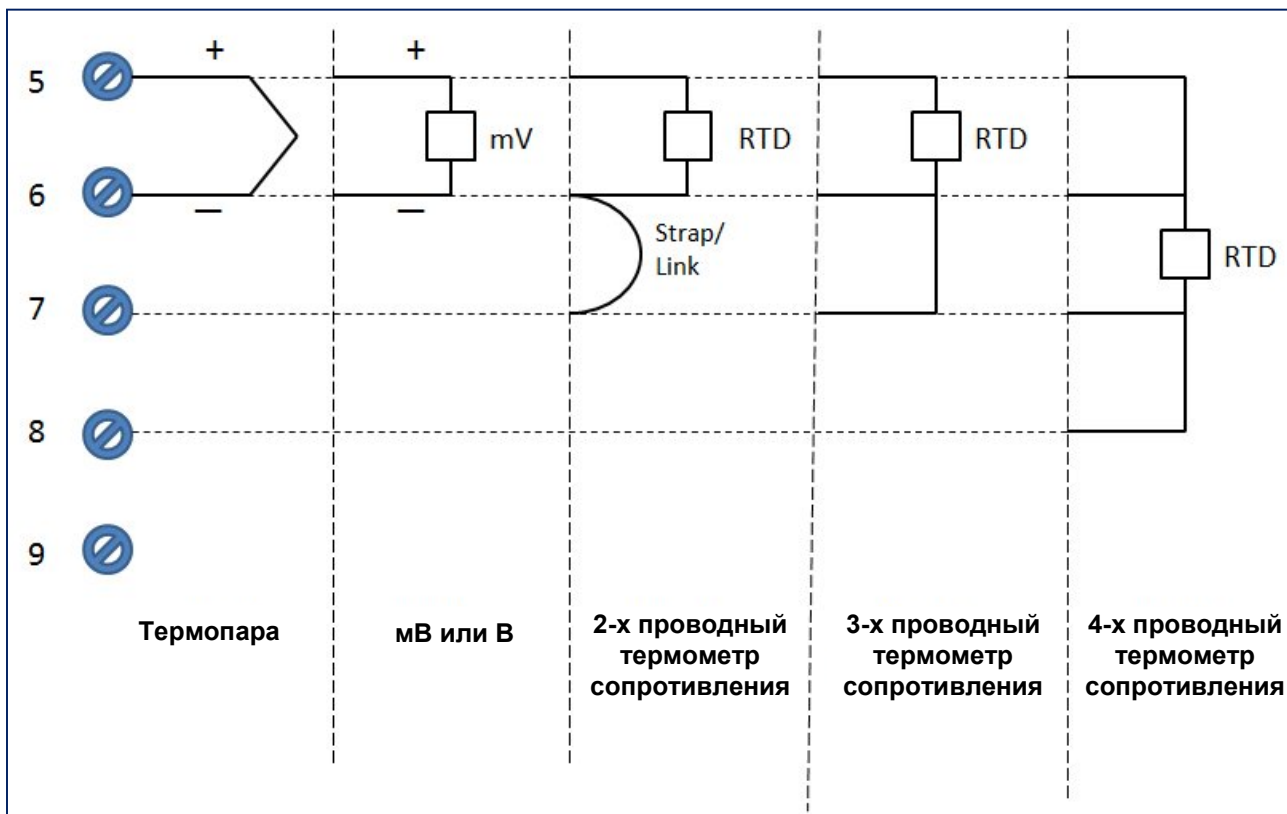 + +
5
mV RTD RTD
6
— —
Strap/
Link
RTD
7
8
9
Термопара
мВ или В
2-х проводный
термометр
сопротивления
3-х проводный
термометр
сопротивления
4-х проводный
термометр
сопротивления